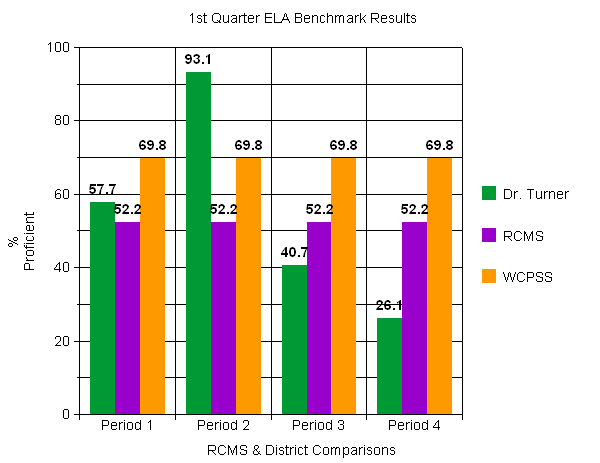 1st Quarter ELA Benchmark Results
100
80
60
40
20
0
%
Proficient
57.7
52.2
69.8
93.1
52.2
69.8
40.7
52.2
69.8
26.1
52.2
69.8
Period 1
Period 2
Period 3
Period 4
RCMS & District Comparisons
Dr. Turner
RCMS
WCPSS